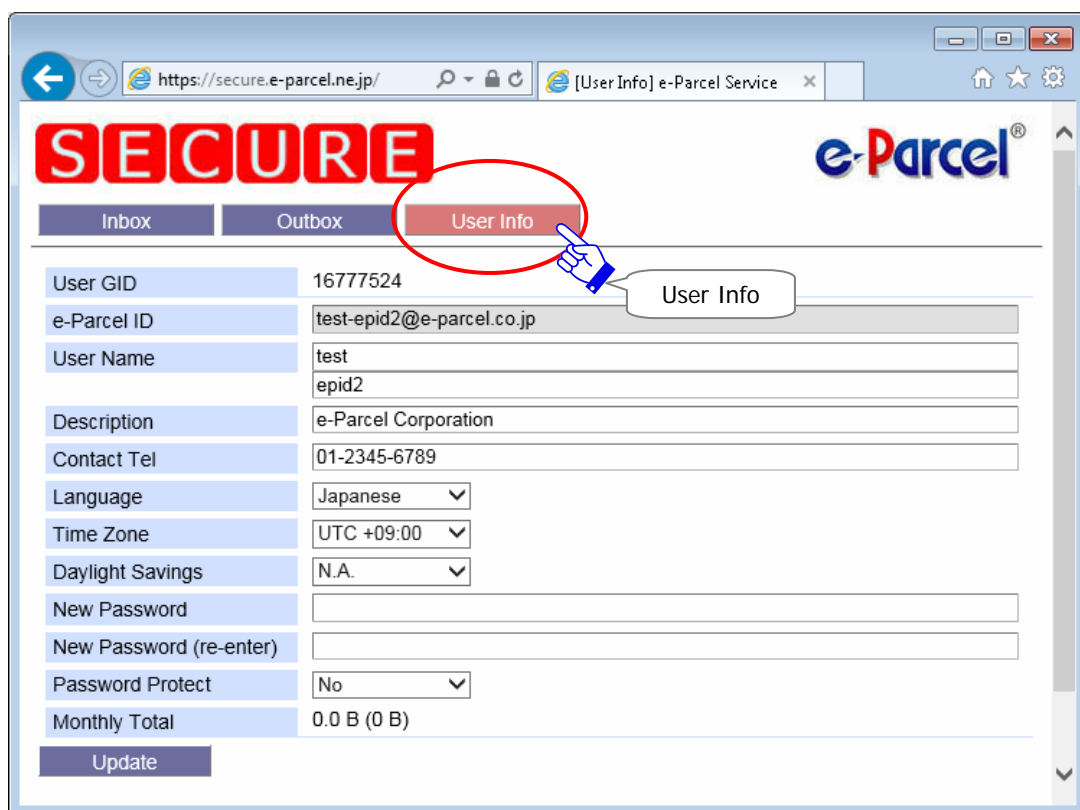 https://secure.e-parcel.ne.jp/
[User Info] e-Parcel Service
SECURE
e-Parcel®
Inbox Outbox User Info
User Info
User GID 16777524
e-Parcel ID test-epid2@e-parcel.co.jp
User Name test
epid2
Description e-Parcel Corporation
Contact Tel 01-2345-6789
Language Japanese
Time Zone UTC +09:00
Daylight Savings N.A.
New Password
New Password (re-enter)
Password Protect No
Monthly Total 0.0 B (0 B)
Update